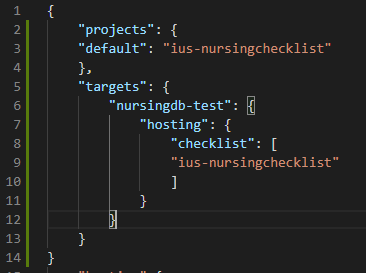 1 {
2 "projects": {
3 "default": "ius-nursingchecklist"
4 },
5 "targets": {
6 "nursingdb-test": {
7 "hosting": {
8 "checklist": [
9 "ius-nursingchecklist"
10 ]
11 }
12 }
13 }
14 }